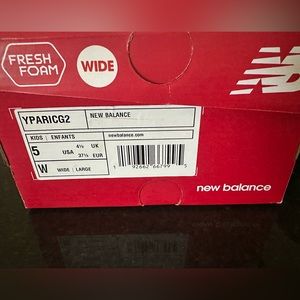 FRESH
FOAM
WIDE
YPARICG2
NEW BALANCE
KIDS | ENFANTS
newbalance.com
5 USA 4½ UK
37½ EUR
W WIDE | LARGE
new balance